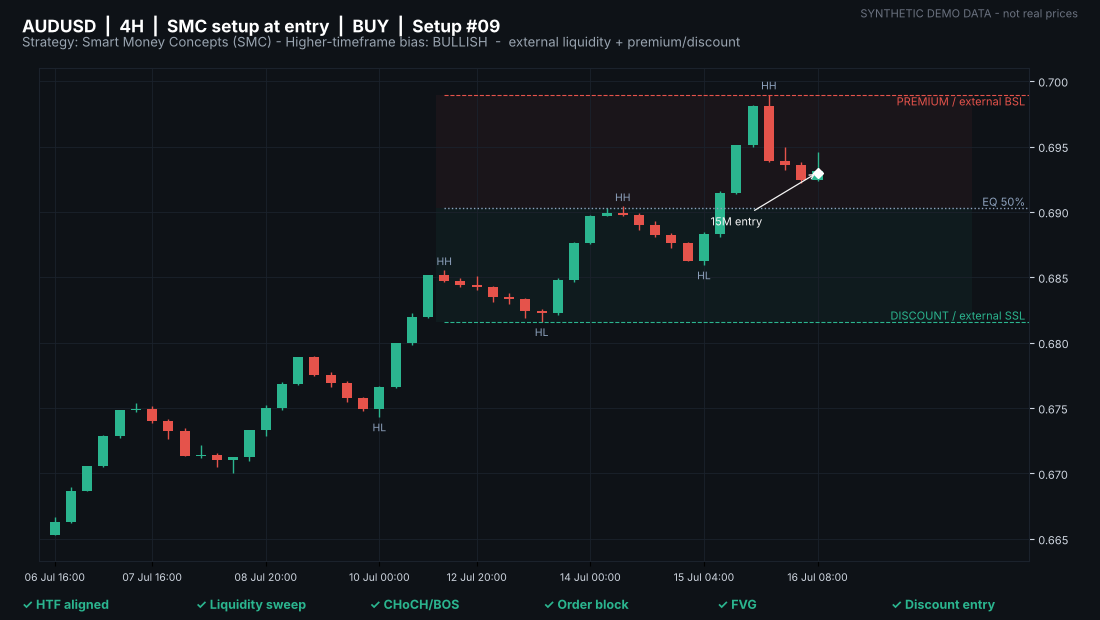 AUDUSD | 4H | SMC setup at entry | BUY | Setup #09
SYNTHETIC DEMO DATA - not real prices
Strategy: Smart Money Concepts (SMC) - Higher-timeframe bias: BULLISH - external liquidity + premium/discount
HH
0.700
PREMIUM / external BSL
0.695
HH
EQ 50%
0.690
15M entry
HH
HL
0.685
DISCOUNT / external SSL
HL
0.680
0.675
HL
0.670
0.665
06 Jul 16:00
07 Jul 16:00
08 Jul 20:00
10 Jul 00:00
12 Jul 20:00
14 Jul 00:00
15 Jul 04:00
16 Jul 08:00
✓ HTF aligned
✓ Liquidity sweep
✓ CHoCH/BOS
✓ Order block
✓ FVG
✓ Discount entry